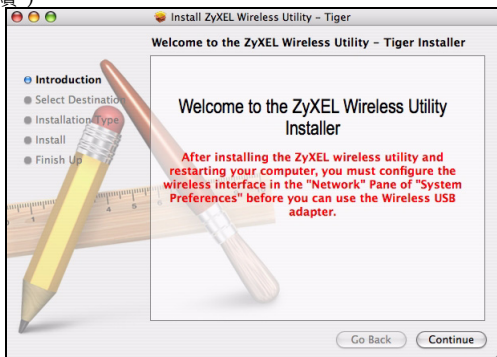 Install ZyXEL Wireless Utility – Tiger
Welcome to the ZyXEL Wireless Utility – Tiger Installer
Introduction
Select Destination
Installation Type
Install
Finish Up
Welcome to the ZyXEL Wireless Utility
Installer
After installing the ZyXEL wireless utility and
restarting your computer, you must configure the
wireless interface in the "Network" Pane of "System
Preferences" before you can use the Wireless USB
adapter.
Go Back
Continue